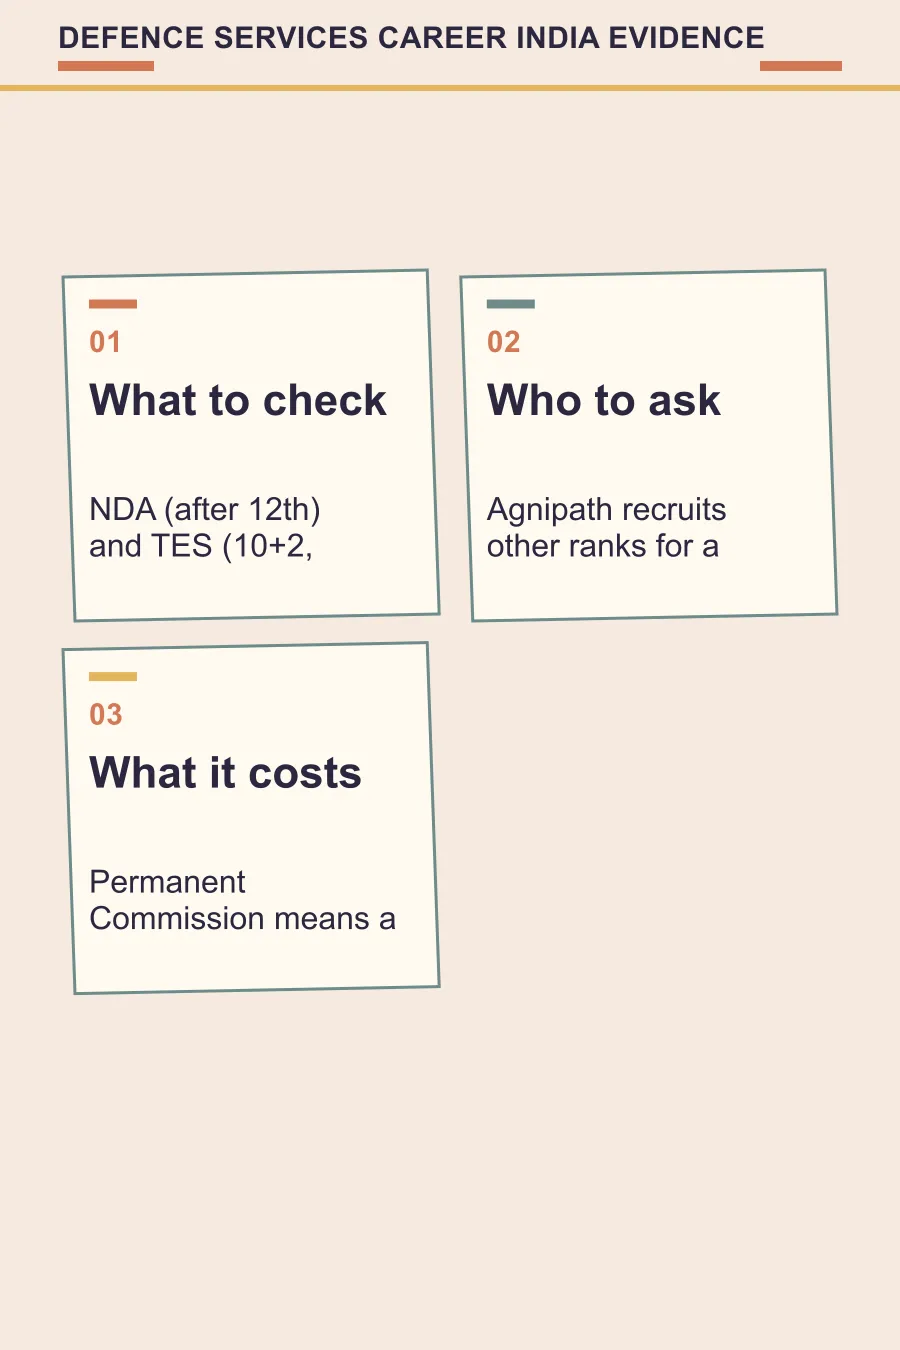 DEFENCE SERVICES CAREER INDIA EVIDENCE
01
What to check
NDA (after 12th)
and TES (10+2,
02
Who to ask
Agnipath recruits
other ranks for a
03
What it costs
Permanent
Commission means a